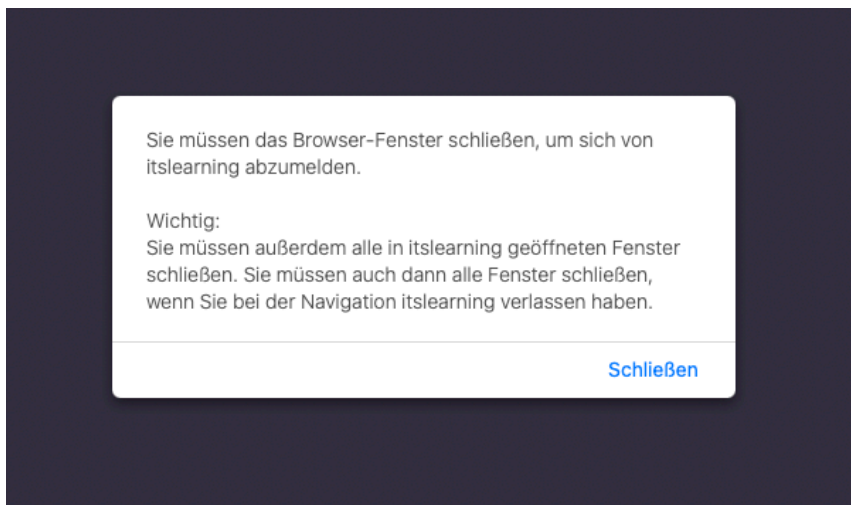 Sie müssen das Browser-Fenster schließen, um sich von
itslearning abzumelden.
Wichtig:
Sie müssen außerdem alle in itslearning geöffneten Fenster
schließen. Sie müssen auch dann alle Fenster schließen,
wenn Sie bei der Navigation itslearning verlassen haben.
Schließen